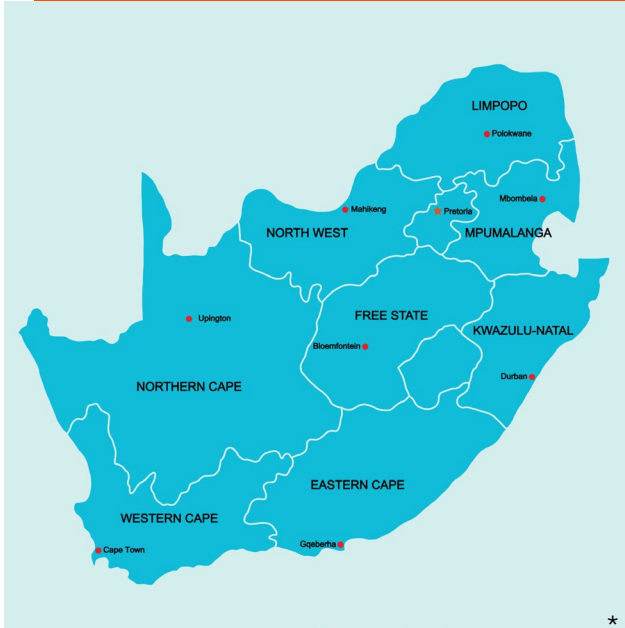 LIMPOPO
Polokwane
Mbombela
Mahikeng
Pretoria
NORTH WEST
MPUMALANGA
FREE STATE
Upington
KWAZULU-NATAL
Bloemfontein
Durban
NORTHERN CAPE
EASTERN CAPE
WESTERN CAPE
Gqeberha
Cape Town
*